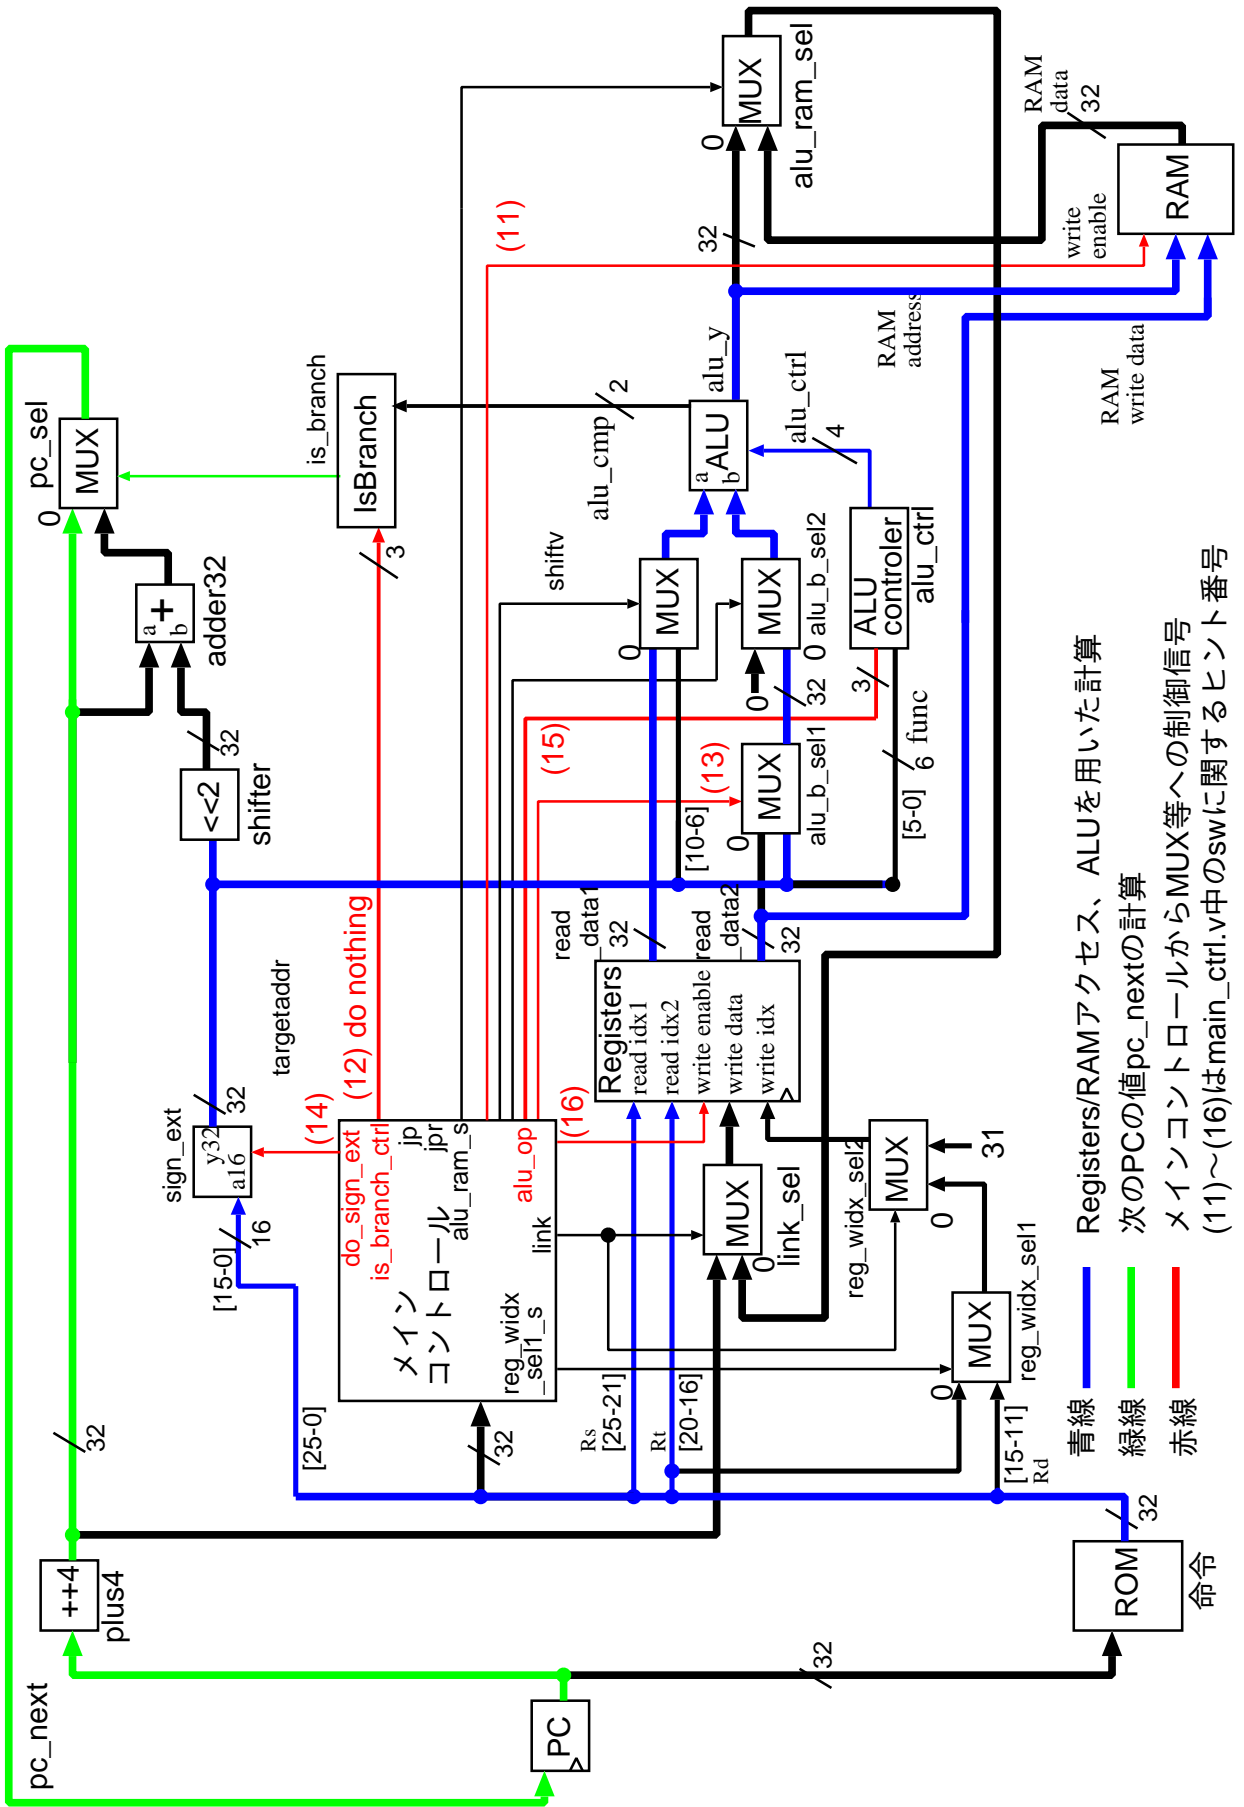 pc_next
PC
++4
plus4
32
32
ROM
命令
32
[25-0]
[15-0]
16
sign_ext
y32
a16
32
targetaddr
(14)
(12) do nothing
メイン
コントロール
do_sign_ext
is_branch_ctrl
jp
jpr
alu_ram_s
alu_op
link
reg_widx
_sel1_s
32
(16)
Rs
[25-21]
Rt
[20-16]
[15-11]
Rd
0
MUX
reg_widx_sel1
0
MUX
reg_widx_sel2
31
MUX
0
link_sel
Registers
read idx1
read idx2
write enable
write data
write idx
read
_data1
32
read
_data2
32
<<2
shifter
32
a
b
+
adder32
0
MUX
pc_sel
IsBranch
is_branch
3
(15)
(13)
[10-6]
0
MUX
alu_b_sel1
[5-0]
6
func
32
3
0
MUX
shiftv
0
MUX
0
alu_b_sel2
ALU
controler
alu_ctrl
a
b
ALU
alu_y
alu_cmp
2
alu_ctrl
4
(11)
32
0
MUX
alu_ram_sel
RAM
address
RAM
write data
write
enable
RAM
RAM
data
32
青線
Registers/RAMアクセス、ALUを用いた計算
緑線
次のPCの値pc_nextの計算
赤線
メインコントロールからMUX等への制御信号
(11)～(16)はmain_ctrl.v中のswに関するヒント番号